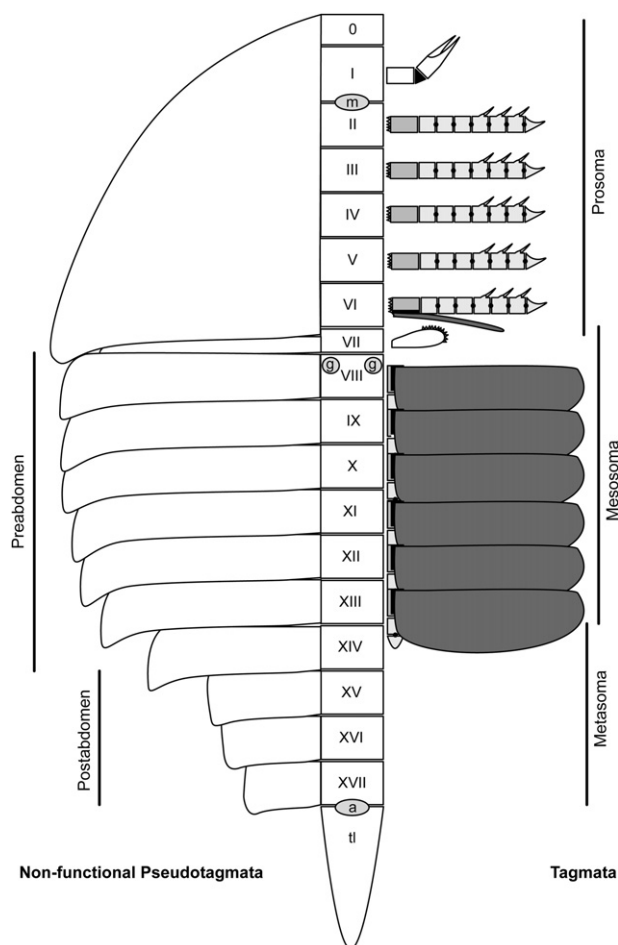 0
I
m
II
III
IV
V
VI
VII
g VIII g
IX
X
XI
XII
XIII
XIV
XV
XVI
XVII
a
tl
Prosoma
Mesosoma
Metasoma
Preabdomen
Postabdomen
Non-functional Pseudotagmata
Tagmata